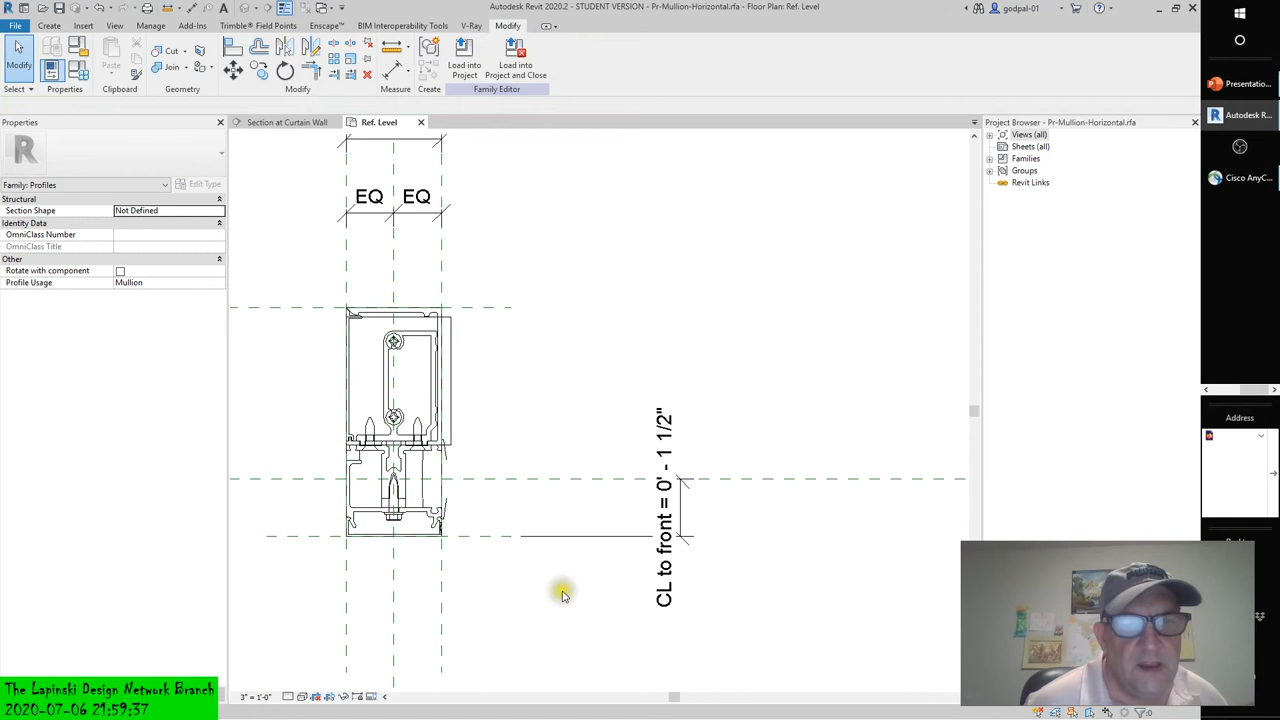 Autodesk Revit 2020.2 - STUDENT VERSION - Pr-Mullion-Horizontal.rfa - Floor Plan: Ref. Level
godpal-01
File Create Insert View Manage Add-Ins Trimble® Field Points Enscape™ BIM Interoperability Tools V-Ray Modify
Modify
Paste
Cut
Join
Load into
Project
Load into
Project and Close
Select Properties Clipboard Geometry Modify Measure Create Family Editor
Properties
Section at Curtain Wall
Ref. Level
Project Browser - Pr-Mullion-Horizontal.rfa
Family: Profiles
Edit Type
Structural
Section Shape Not Defined
Identity Data
OmniClass Number
OmniClass Title
Other
Rotate with component
Profile Usage Mullion
EQ EQ
CL to front = 0' - 1 1/2"
3" = 1'-0"
Views (all)
Sheets (all)
Families
Groups
Revit Links
Presentatio...
Autodesk R...
Cisco AnyC...
Address
The Lapinski Design Network Branch
2020-07-06 21:59:37
:0